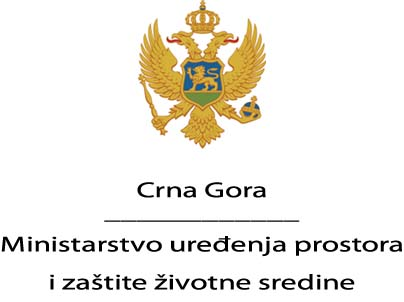 Crna Gora
Ministarstvo uređenja prostora
i zaštite životne sredine